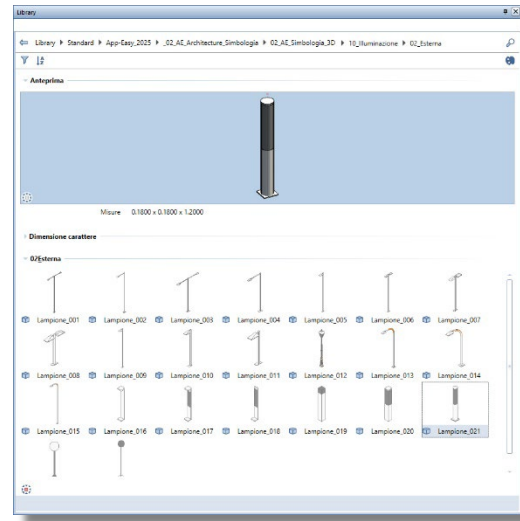 Library
Library Standard App-Easy_2025 _02_AE_Architecture_Simbologia 02_AE_Simbologia_3D 10_Illuminazione 02_Esterna
Anteprima
Misure 0.1800 x 0.1800 x 1.2000
Dimensione carattere
02Esterna
Lampione_001 Lampione_002 Lampione_003 Lampione_004 Lampione_005 Lampione_006 Lampione_007
Lampione_008 Lampione_009 Lampione_010 Lampione_011 Lampione_012 Lampione_013 Lampione_014
Lampione_015 Lampione_016 Lampione_017 Lampione_018 Lampione_019 Lampione_020 Lampione_021